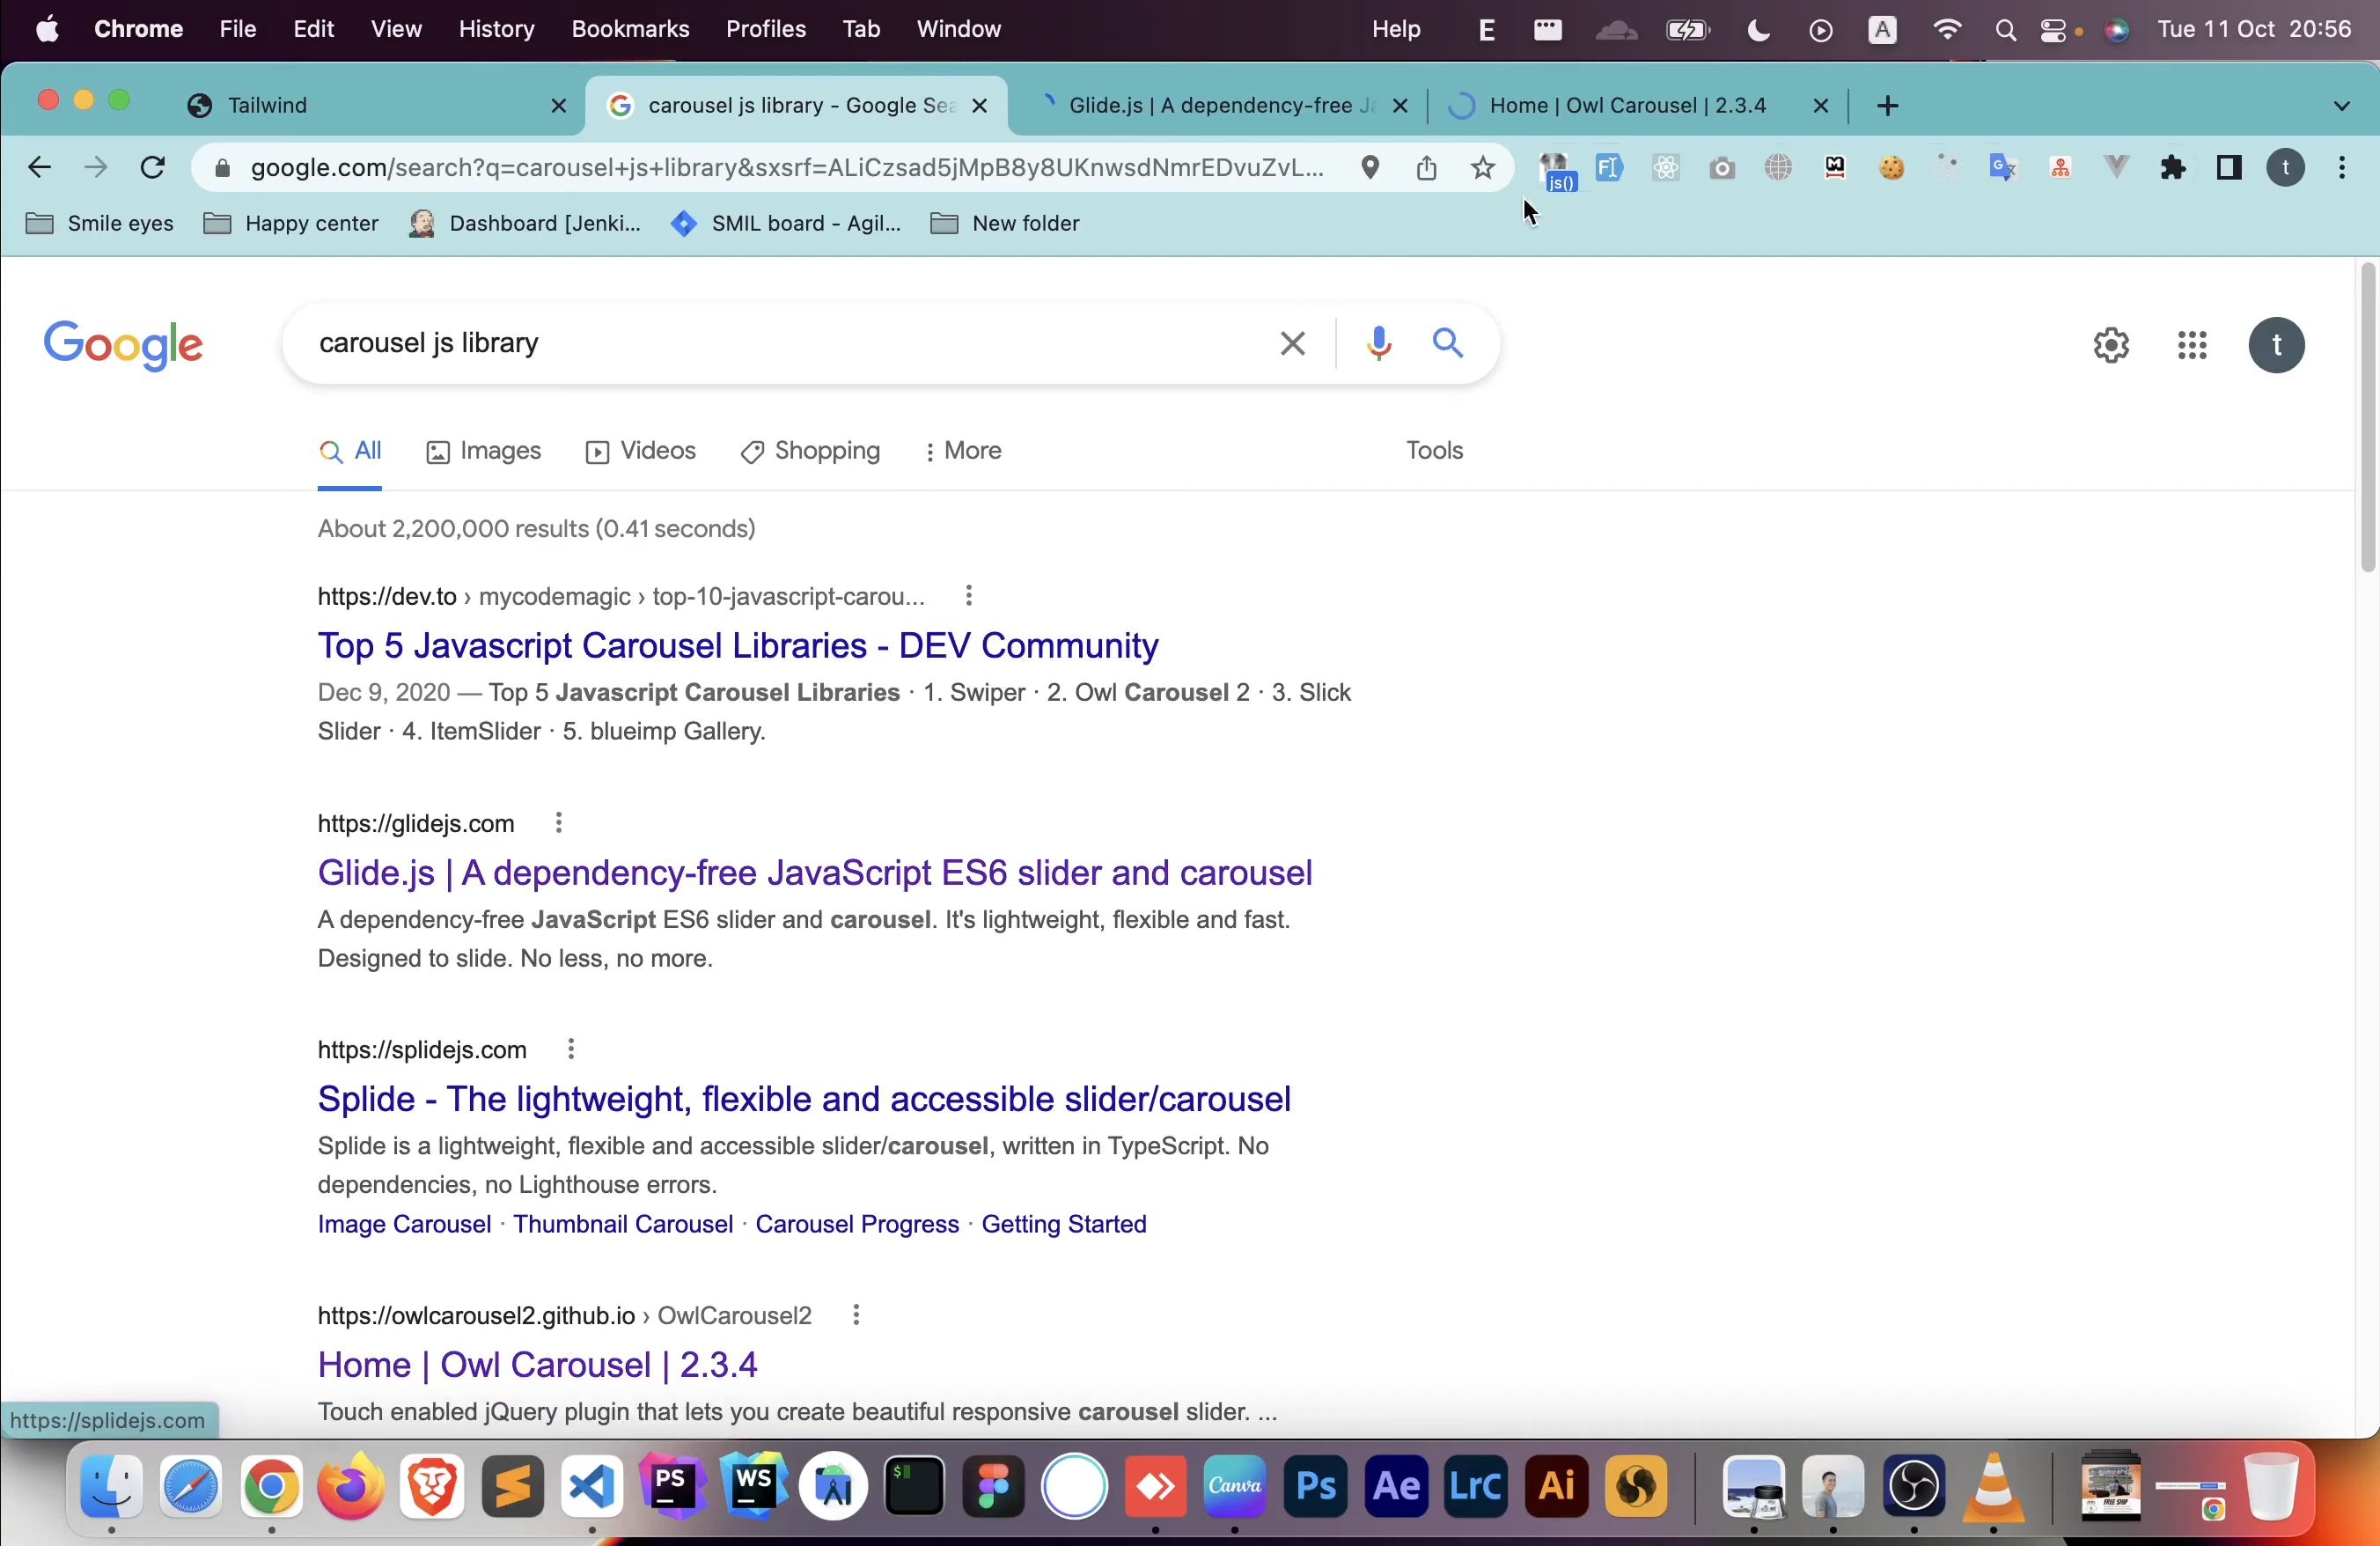 Chrome File Edit View History Bookmarks Profiles Tab Window Help E A Tue 11 Oct 20:56
Tailwind
carousel js library - Google Sea
Glide.js | A dependency-free Ja
Home | Owl Carousel | 2.3.4
google.com/search?q=carousel+js+library&sxsrf=ALiCzsad5jMpB8y8UKnwsdNmrEDvuZvL...
js()
t
Smile eyes
Happy center
Dashboard [Jenki...
SMIL board - Agil...
New folder
Google
carousel js library
t
All Images Videos Shopping More Tools
About 2,200,000 results (0.41 seconds)
https://dev.to › mycodemagic › top-10-javascript-carou...
Top 5 Javascript Carousel Libraries - DEV Community
Dec 9, 2020 — Top 5 Javascript Carousel Libraries · 1. Swiper · 2. Owl Carousel 2 · 3. Slick
Slider · 4. ItemSlider · 5. blueimp Gallery.
https://glidejs.com
Glide.js | A dependency-free JavaScript ES6 slider and carousel
A dependency-free JavaScript ES6 slider and carousel. It's lightweight, flexible and fast.
Designed to slide. No less, no more.
https://splidejs.com
Splide - The lightweight, flexible and accessible slider/carousel
Splide is a lightweight, flexible and accessible slider/carousel, written in TypeScript. No
dependencies, no Lighthouse errors.
Image Carousel · Thumbnail Carousel · Carousel Progress · Getting Started
https://owlcarousel2.github.io › OwlCarousel2
Home | Owl Carousel | 2.3.4
Touch enabled jQuery plugin that lets you create beautiful responsive carousel slider. ...
https://splidejs.com
PS WS $ Canva Ps Ae LrC Ai
FREE SHIP